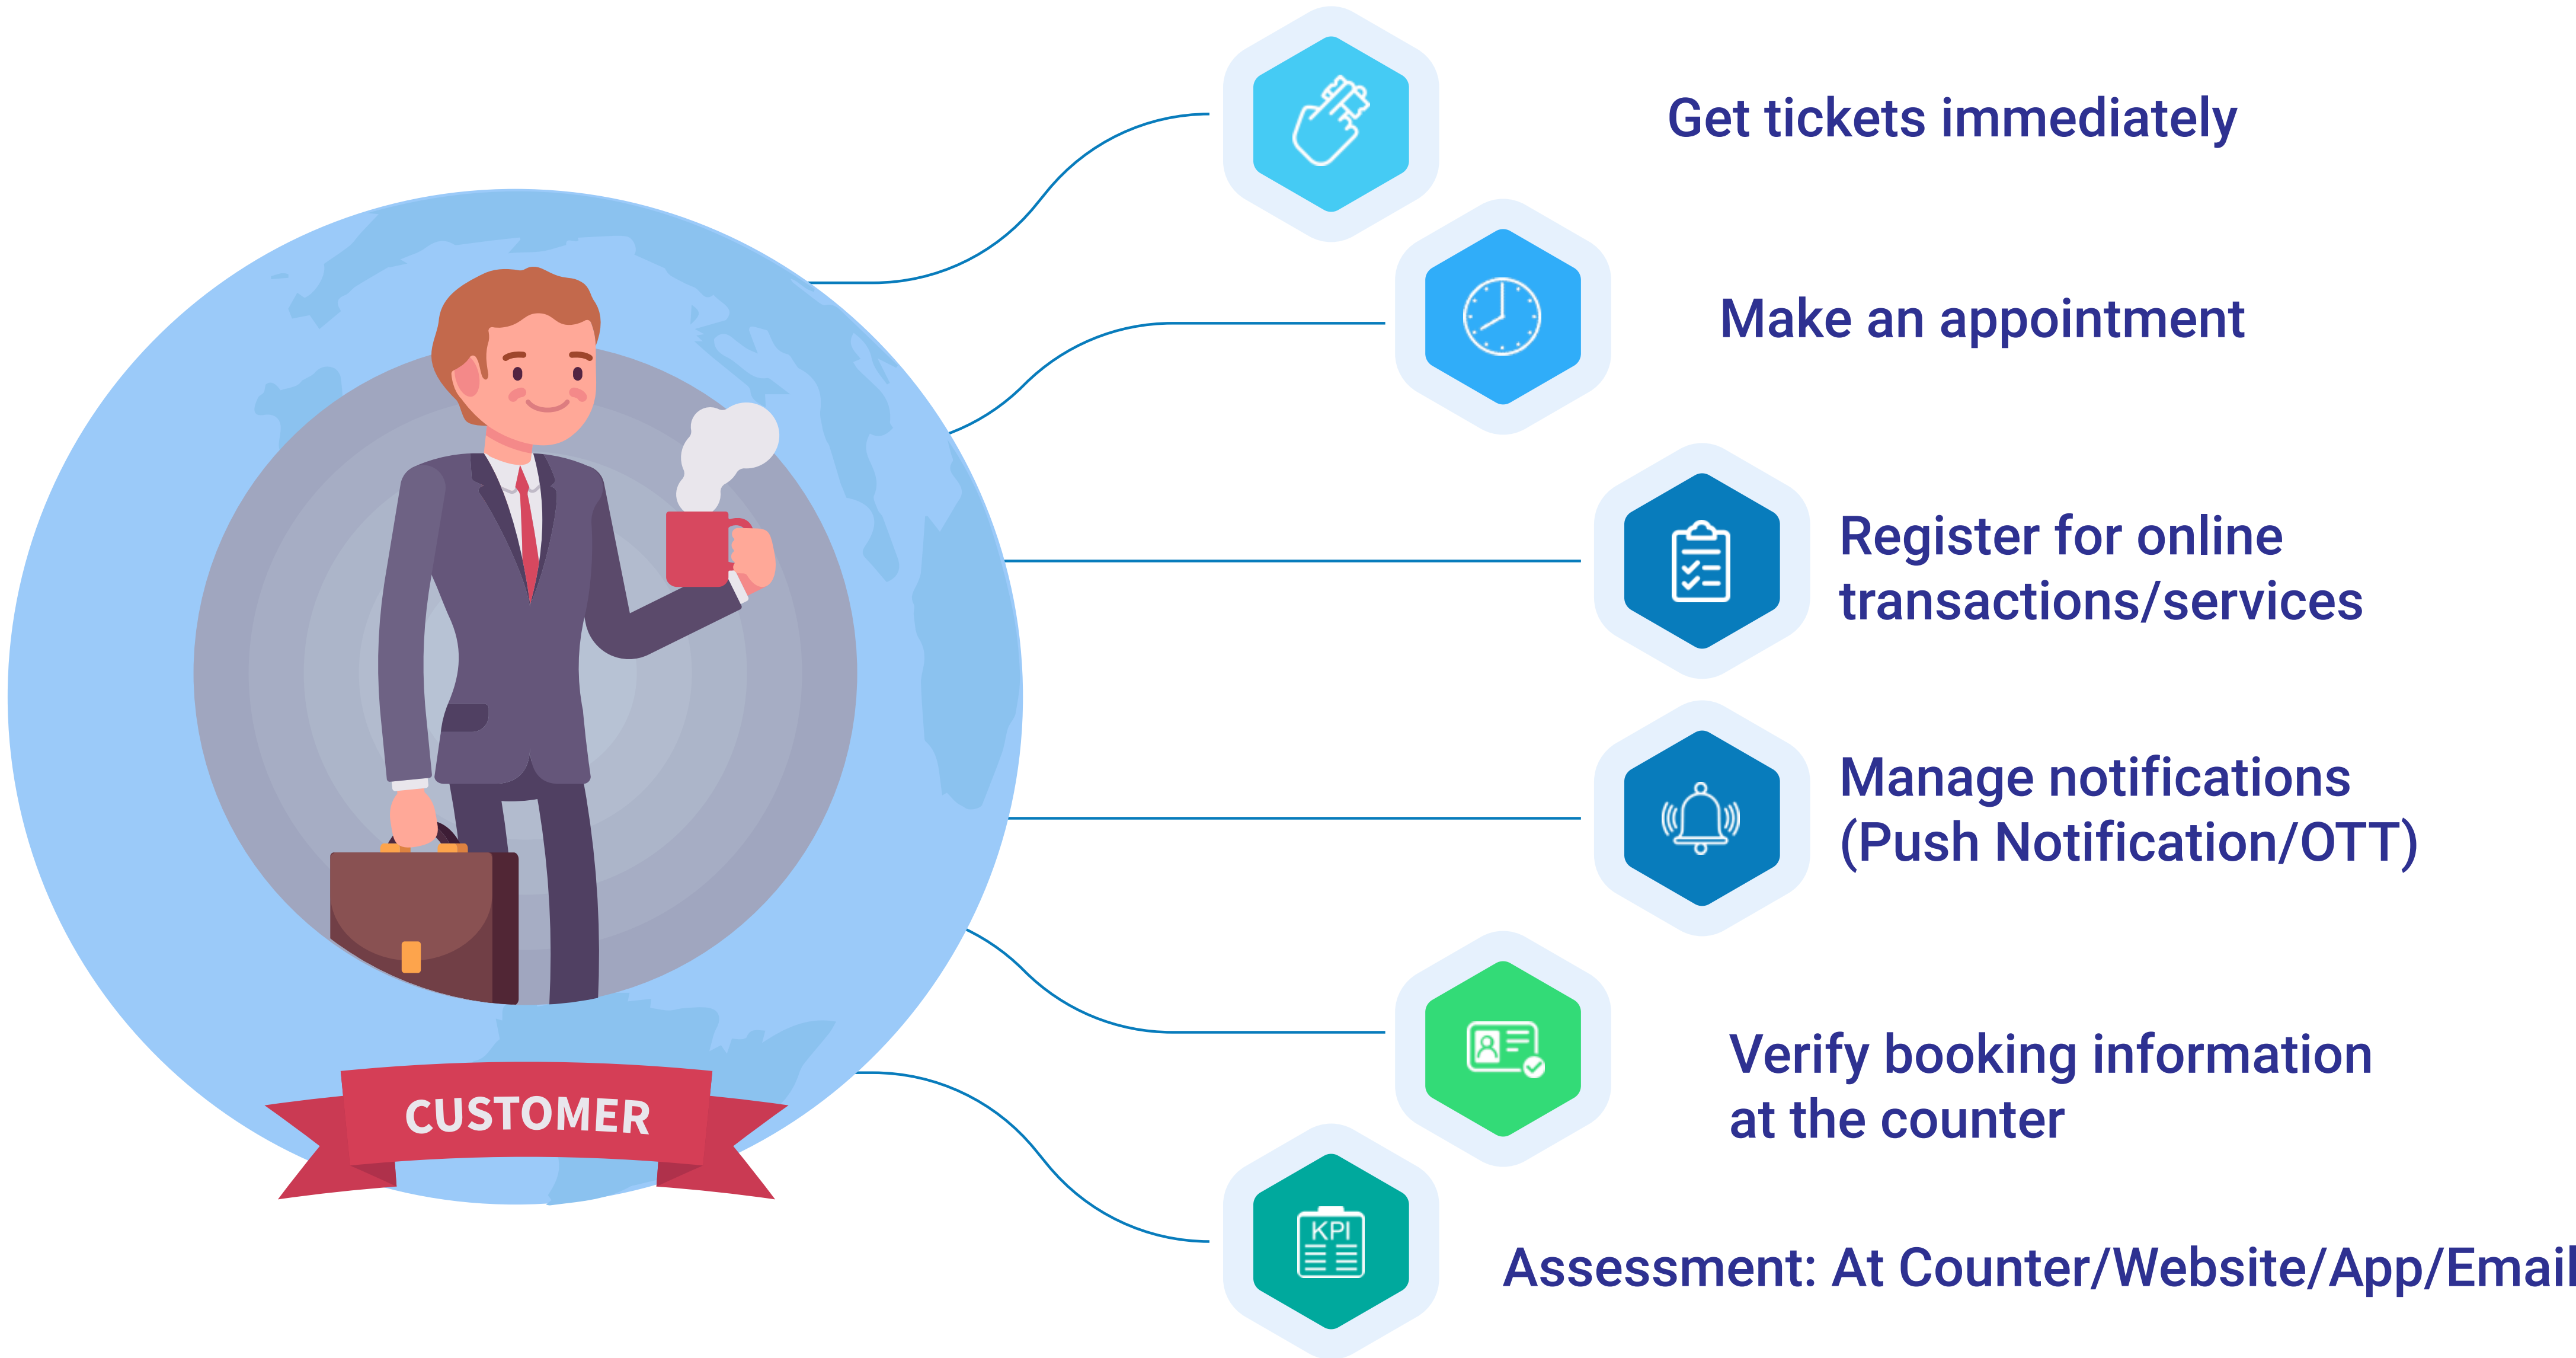 Get tickets immediately
Make an appointment
Register for online
transactions/services
Manage notifications
(Push Notification/OTT)
Verify booking information
at the counter
KPI
Assessment: At Counter/Website/App/Email
CUSTOMER